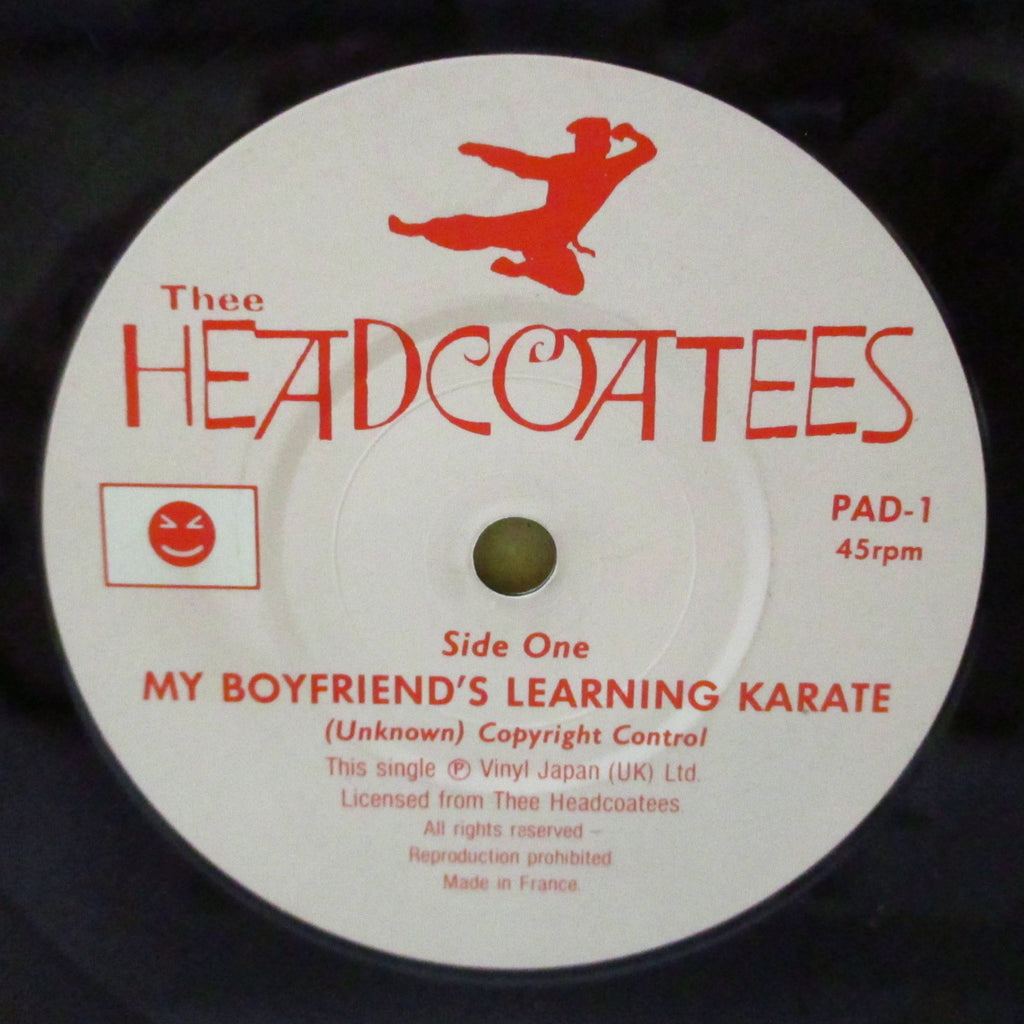 Thee
HEADCOATEES
PAD-1
45rpm
Side One
MY BOYFRIEND'S LEARNING KARATE
(Unknown) Copyright Control
This single ℗ Vinyl Japan (UK) Ltd.
Licensed from Thee Headcoatees
All rights reserved –
Reproduction prohibited
Made in France.